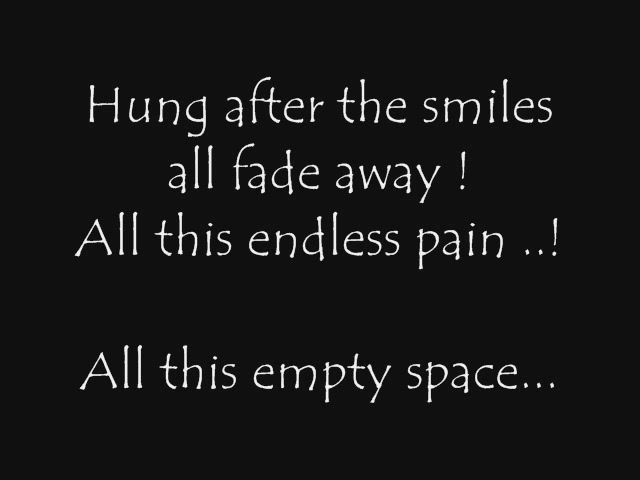 Hung after the smiles
all fade away !
All this endless pain ..!
All this empty space...